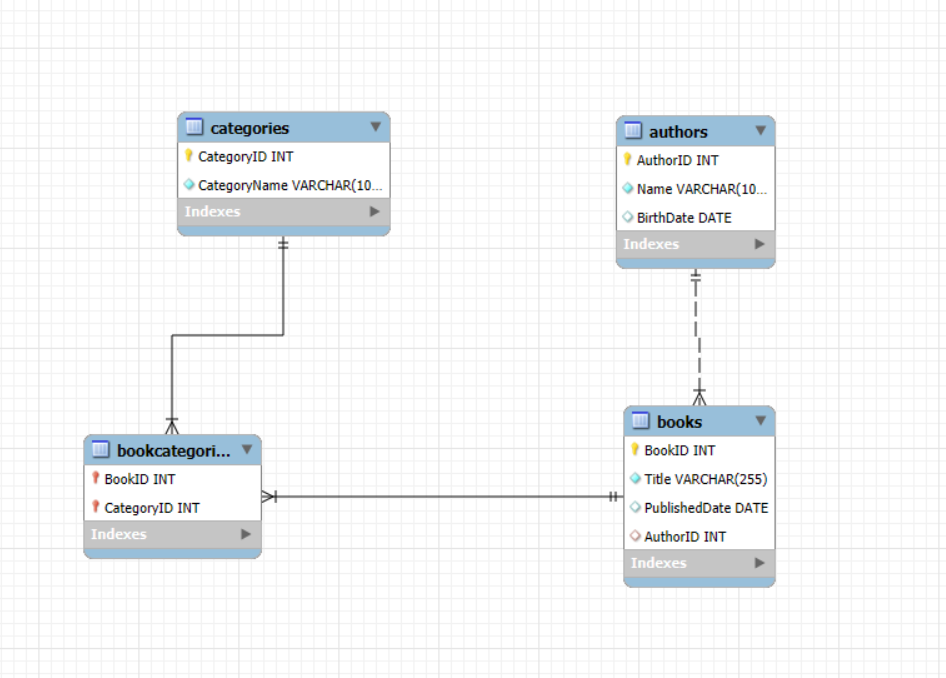 categories
CategoryID INT
CategoryName VARCHAR(10...
Indexes
authors
AuthorID INT
Name VARCHAR(10...
BirthDate DATE
Indexes
bookcategori...
BookID INT
CategoryID INT
Indexes
books
BookID INT
Title VARCHAR(255)
PublishedDate DATE
AuthorID INT
Indexes